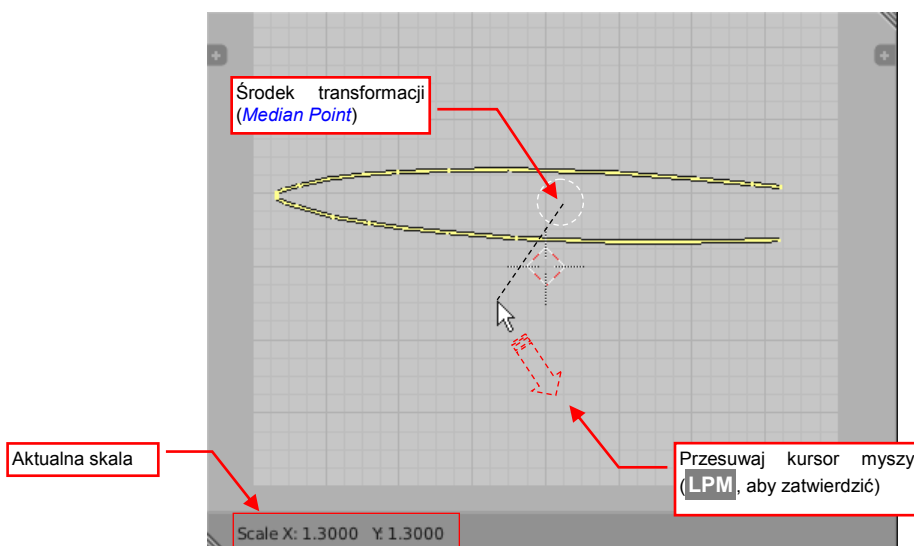 Środek transformacji
(Median Point)
Aktualna skala
Przesuwaj kursor myszy
(LPM, aby zatwierdzić)
Scale X: 1.3000 Y: 1.3000